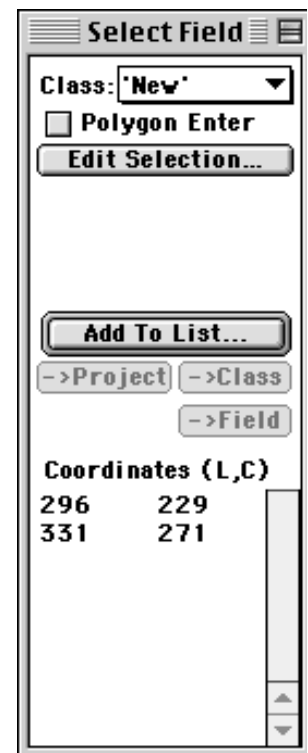 Select Field
Class: 'New'
Polygon Enter
Edit Selection...
Add To List...
->Project ->Class
->Field
Coordinates (L,C)
296 229
331 271